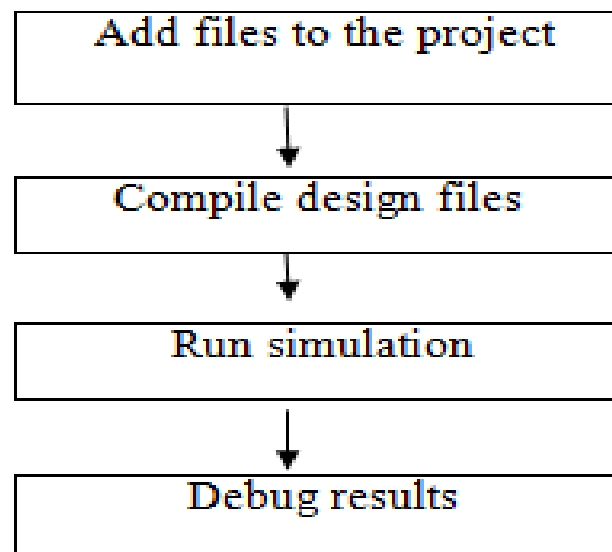 Add files to the project
Compile design files
Run simulation
Debug results